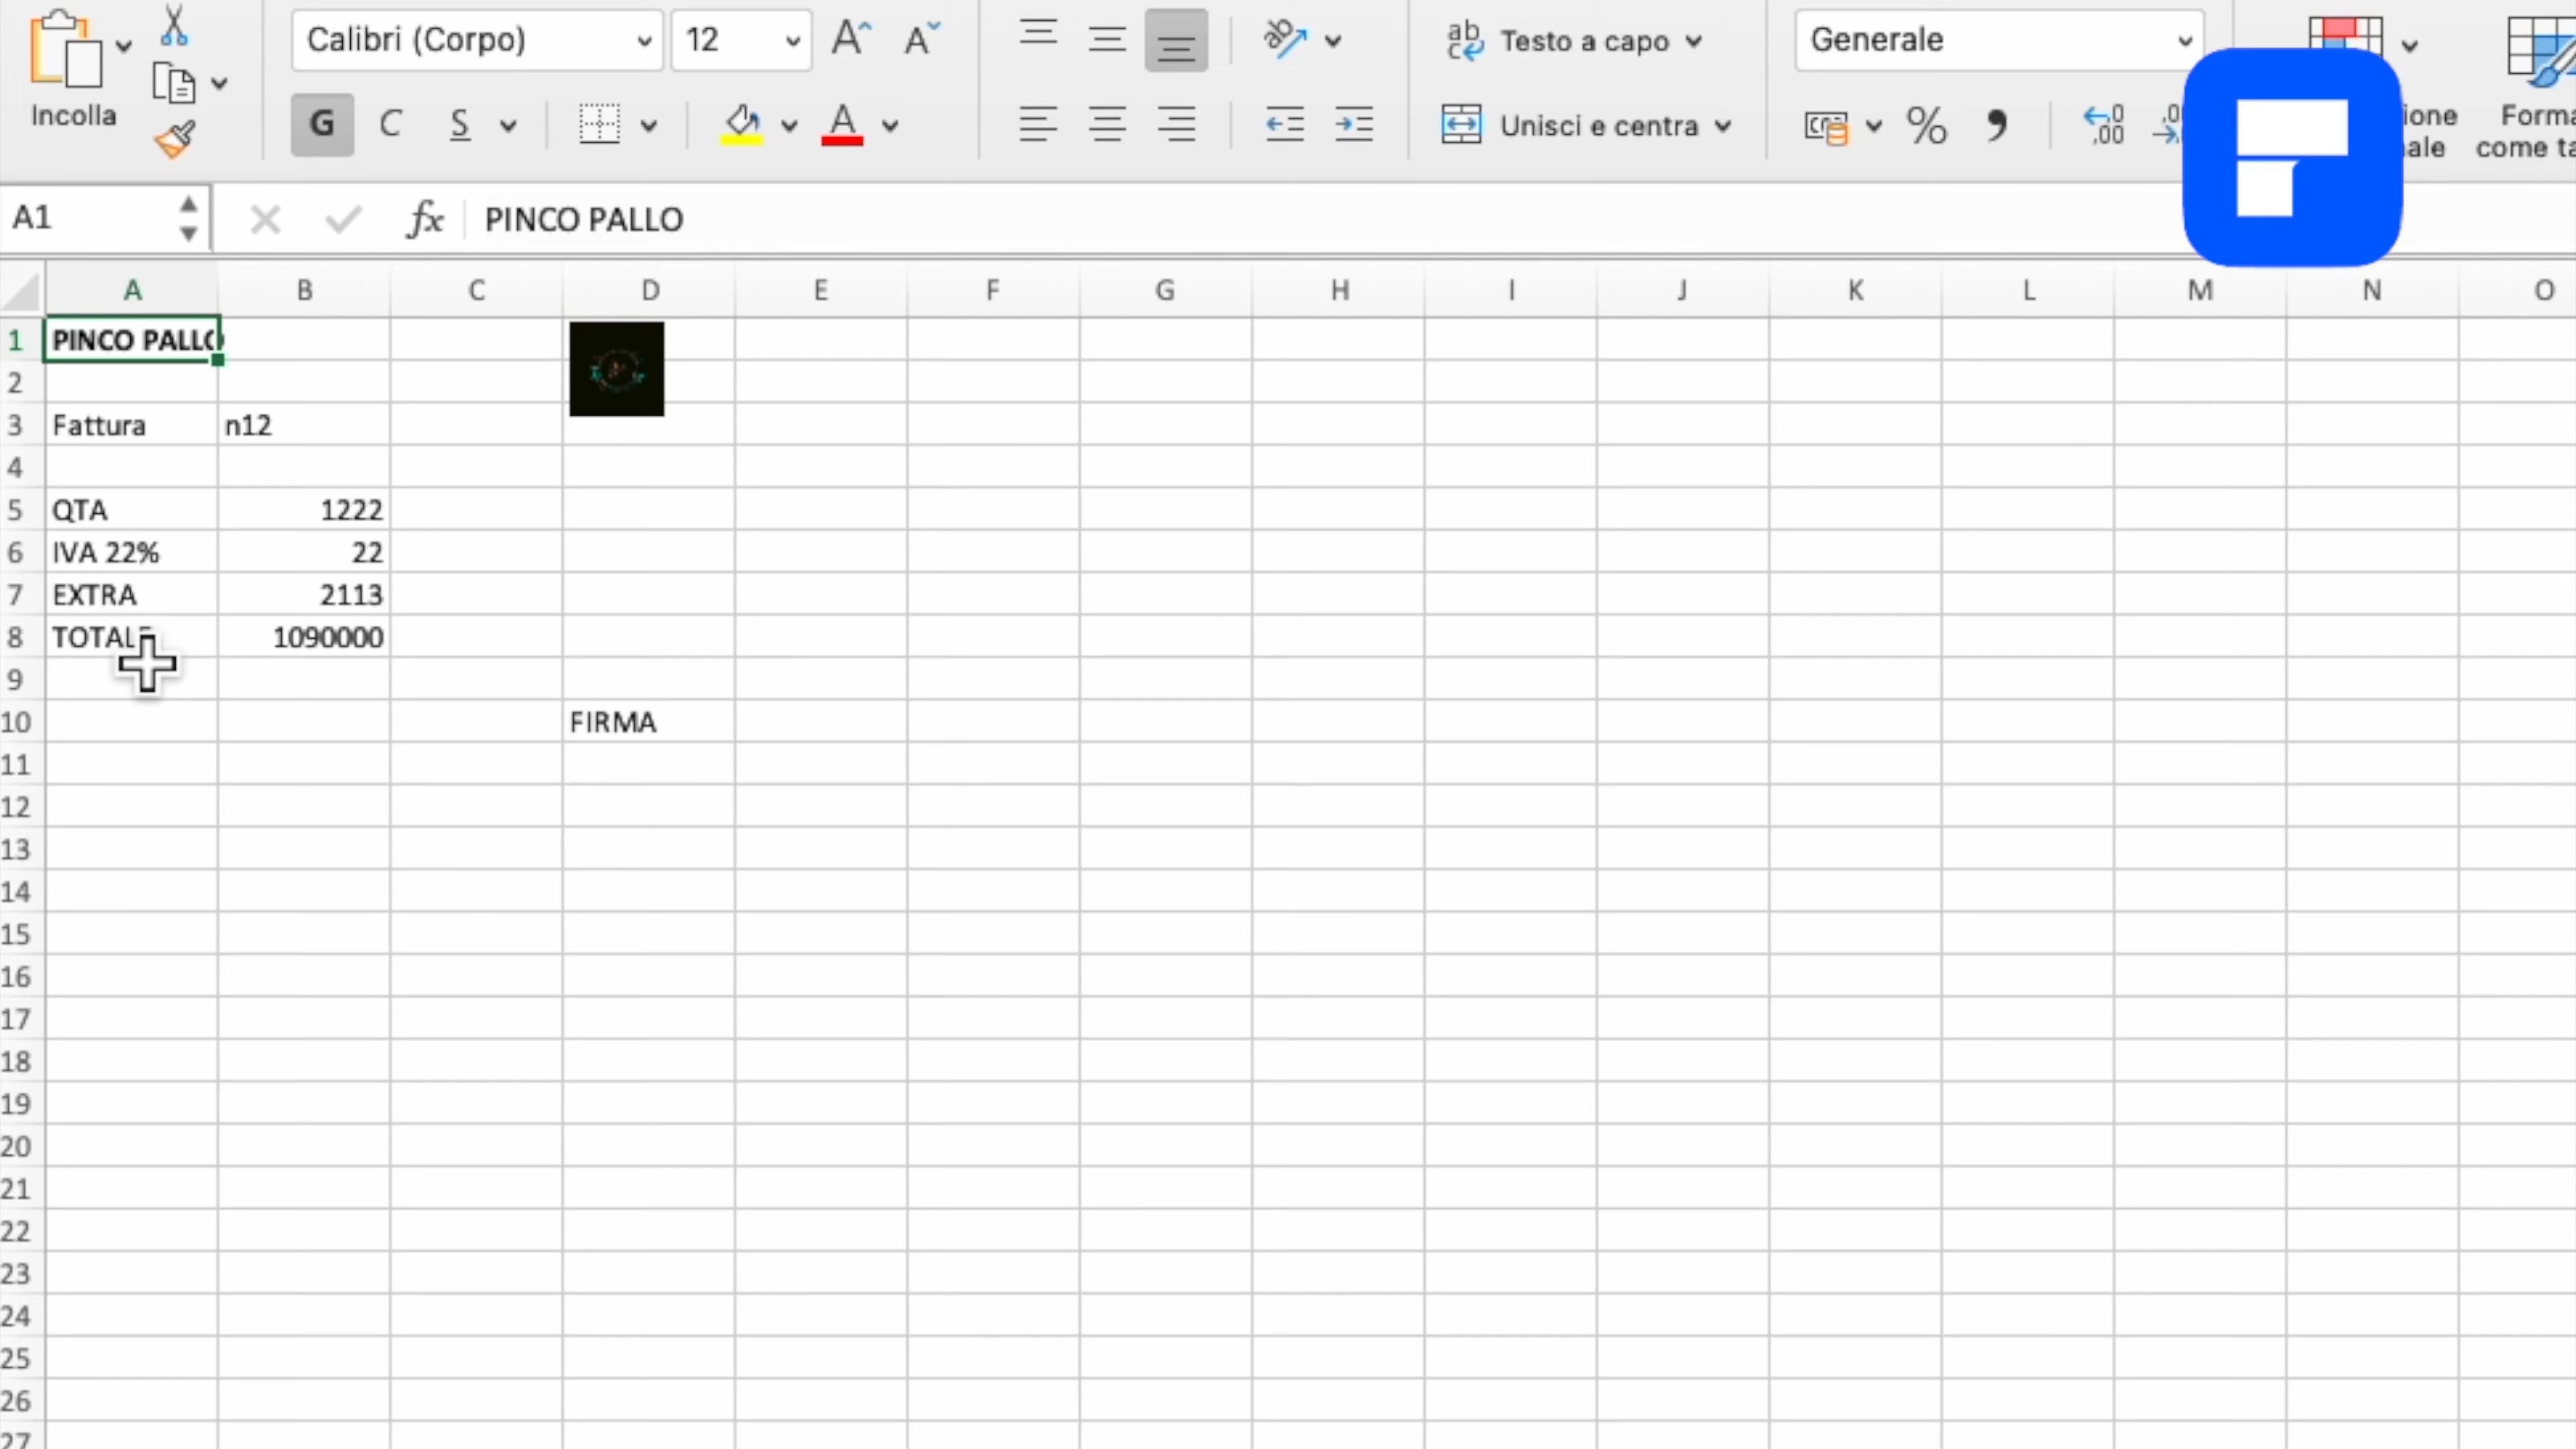 Calibri (Corpo) 12 Testo a capo Generale
Incolla G C S A Unisci e centra % Forma
come ta
A1 fx PINCO PALLO
A B C D E F G H I J K L M N O
1 PINCO PALLO
2
3 Fattura n12
4
5 QTA 1222
6 IVA 22% 22
7 EXTRA 2113
8 TOTALE 1090000
9
10 FIRMA
11
12
13
14
15
16
17
18
19
20
21
22
23
24
25
26
27